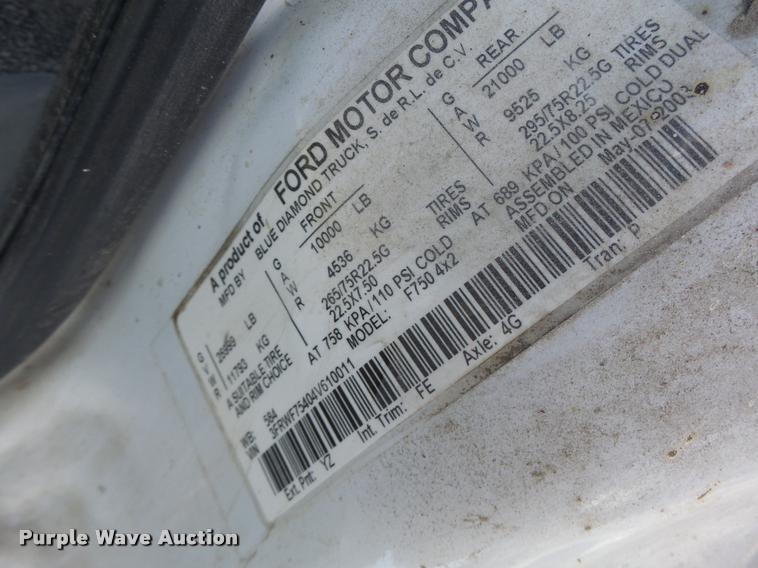 A product of FORD MOTOR COMPA
MFD BY BLUE DIAMOND TRUCK, S. de R.L. de C.V.
FRONT REAR
GVWR LB
11793 KG
A SUITABLE TIRE
AND RIM CHOICE
GAWR 10000 LB
4536 KG
265/75R22.5G TIRES
22.5X7.50 RIMS
AT 758 KPA/110 PSI COLD
GAWR 21000 LB
9525 KG
295/75R22.5G TIRES
22.5X8.25 RIMS
AT 689 KPA/100 PSI COLD DUAL
ASSEMBLED IN MEXICO
MFD ON May-07-2003
MODEL: F750 4x2
WB: 584
VIN 3FRWF75404V610011
Ext. Pnt: YZ Int. Trim: FE Axle: 4G Tran: P
Purple Wave Auction